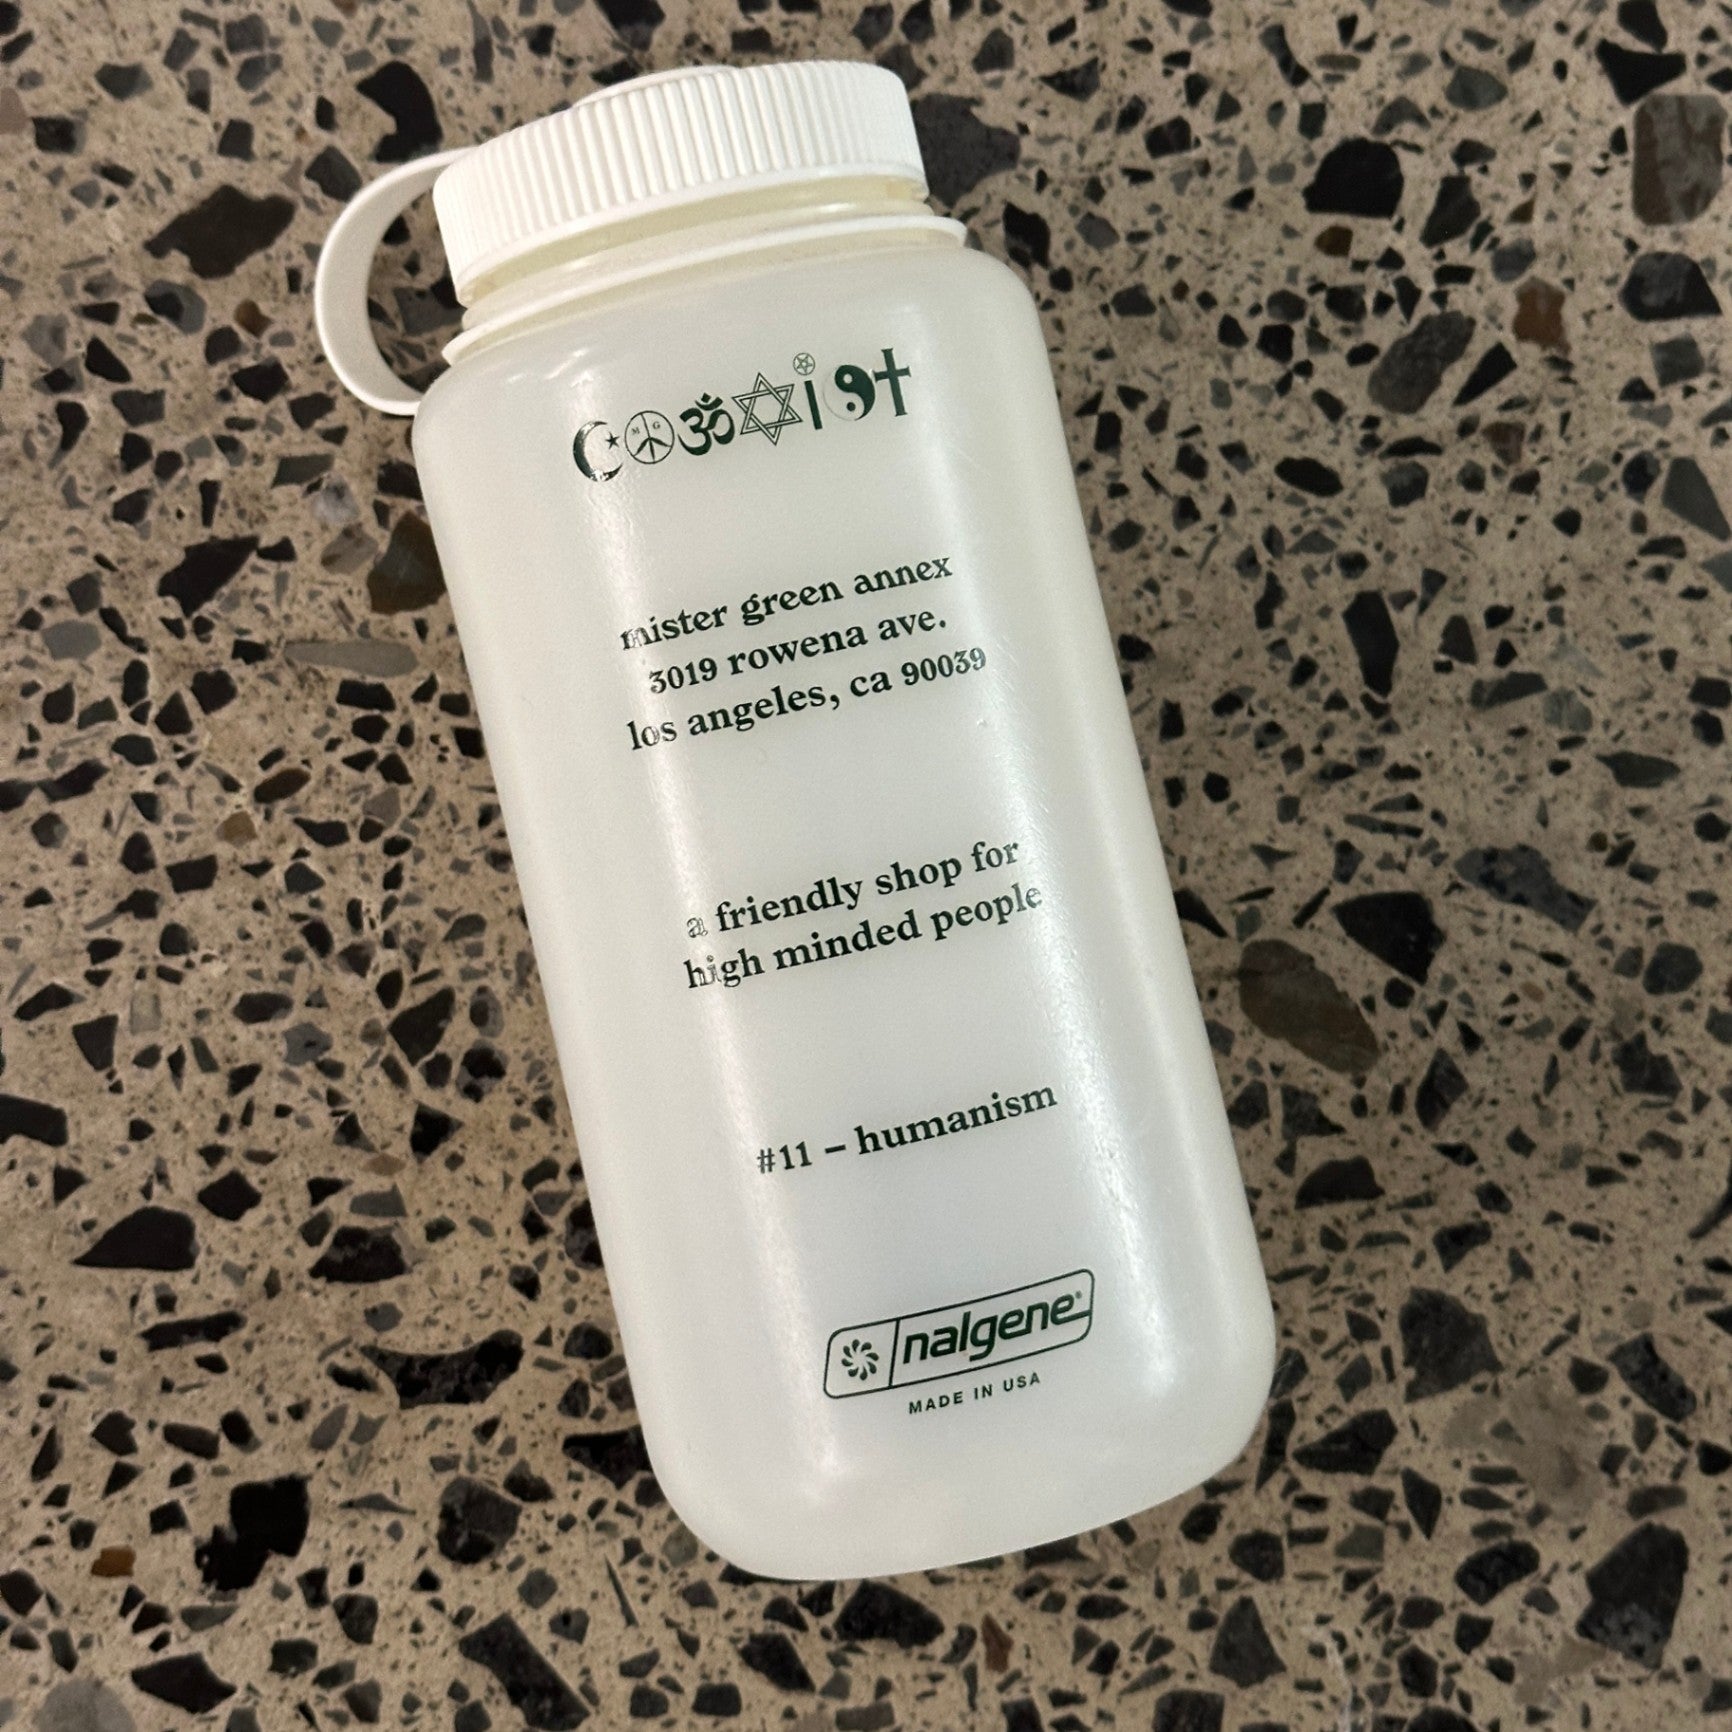 COEXIST
M G
mister green annex
3019 rowena ave.
los angeles, ca 90039
a friendly shop for
high minded people
#11 – humanism
nalgene®
MADE IN USA